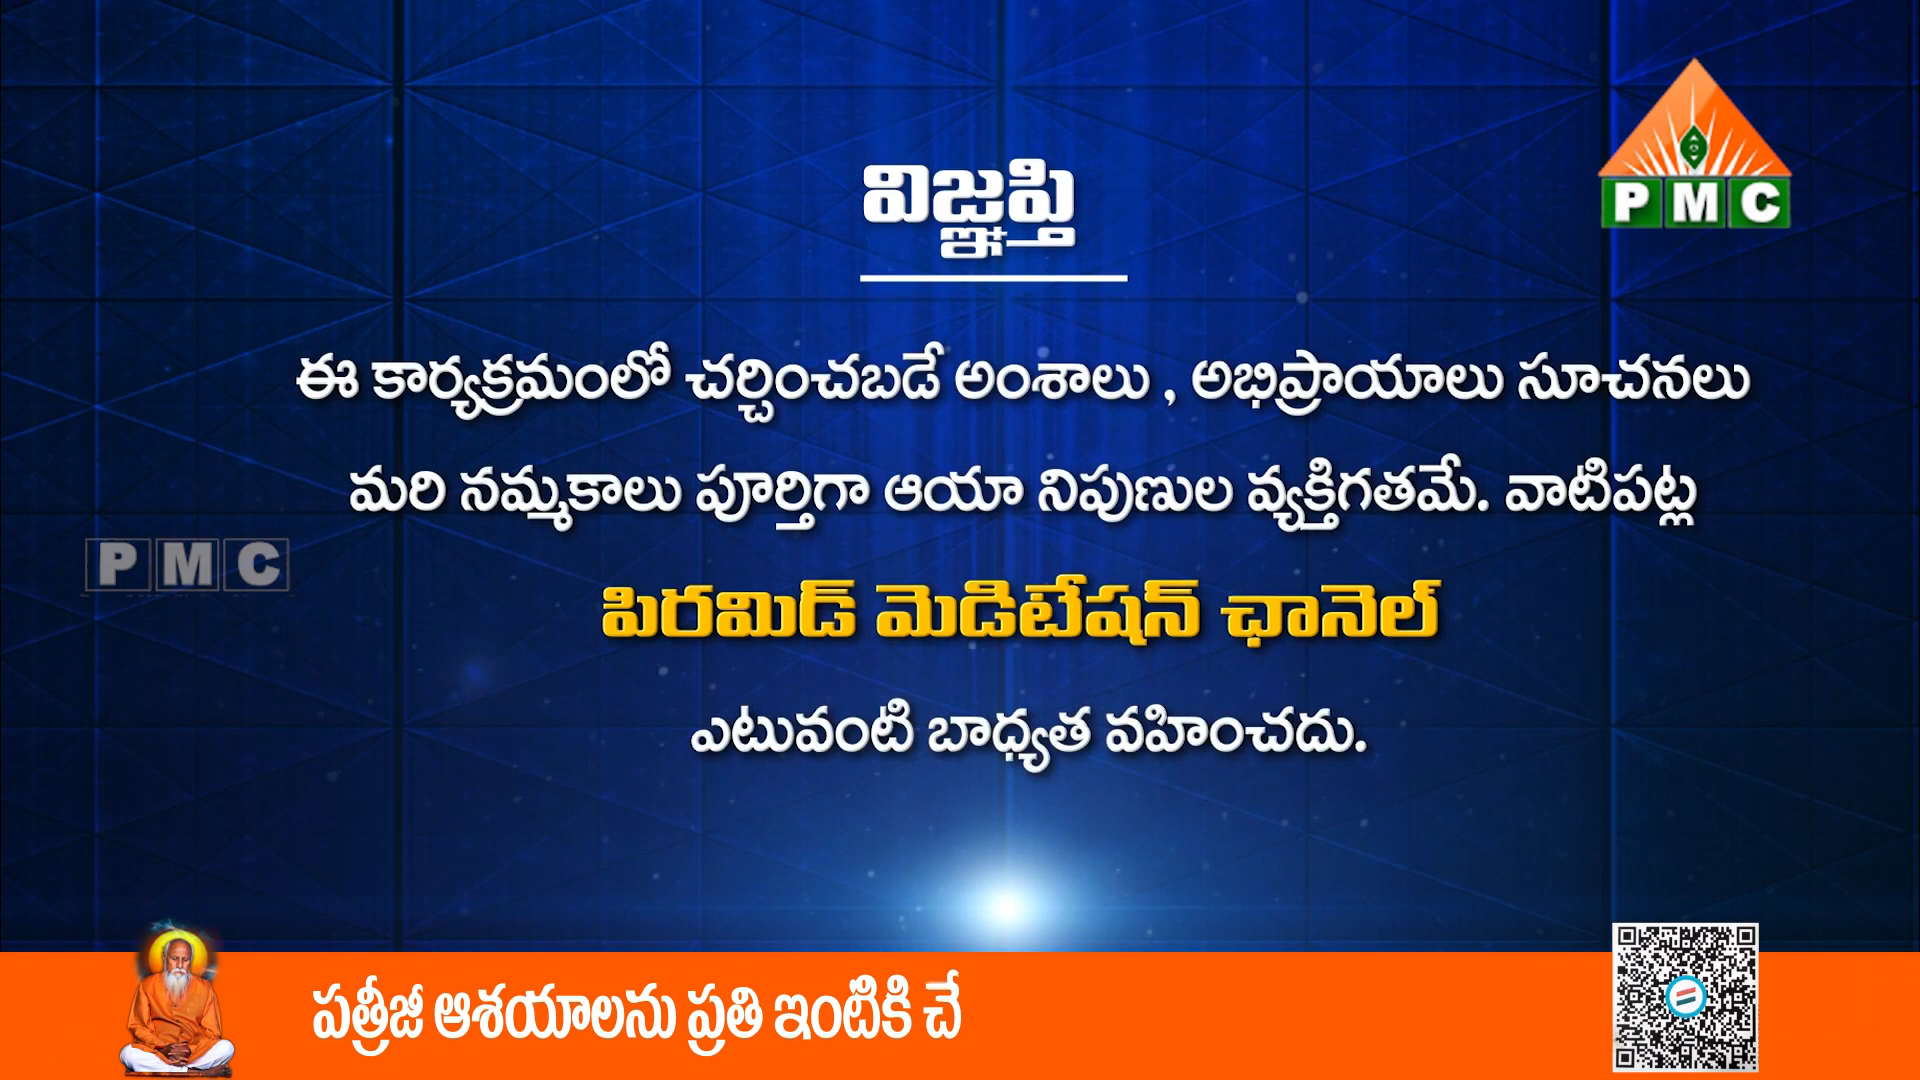 విజ్ఞప్తి
PMC
ఈ కార్యక్రమంలో చర్చించబడే అంశాలు , అభిప్రాయాలు సూచనలు
మరి నమ్మకాలు పూర్తిగా ఆయా నిపుణుల వ్యక్తిగతమే. వాటిపట్ల
PMC
పిరమిడ్ మెడిటేషన్ ఛానెల్
ఎటువంటి బాధ్యత వహించదు.
పత్రీజీ ఆశయాలను ప్రతి ఇంటికి చే